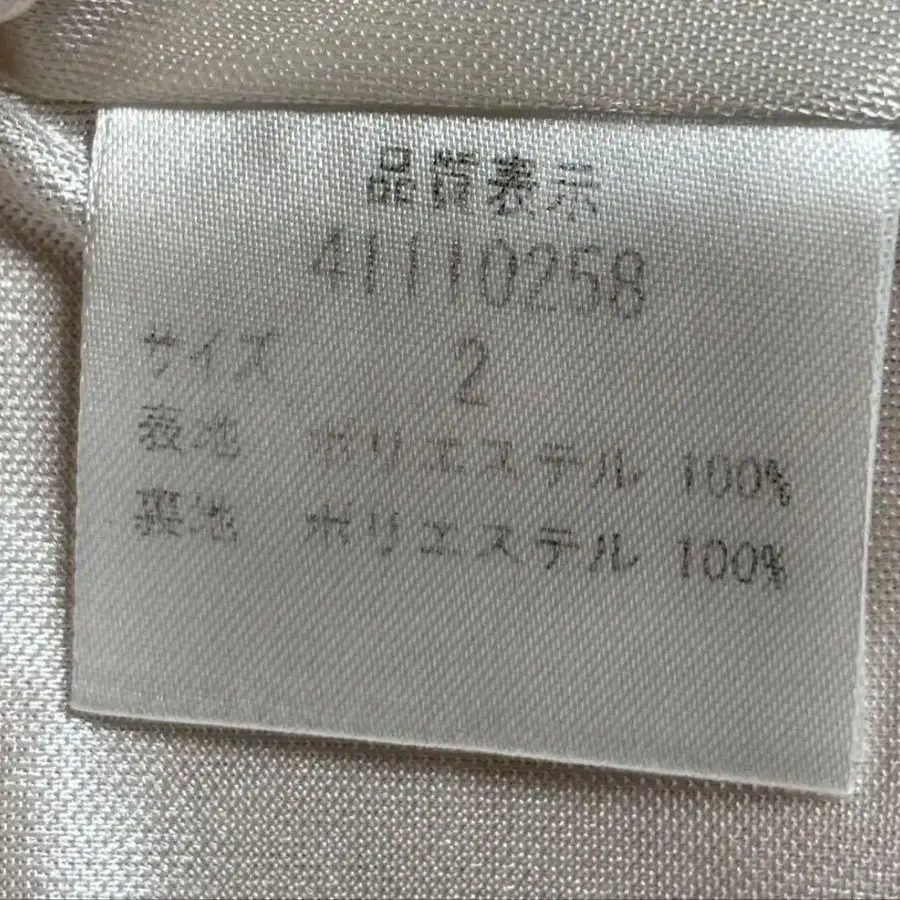 品質表示
41110258
サイズ 2
表地 ポリエステル 100%
裏地 ポリエステル 100%